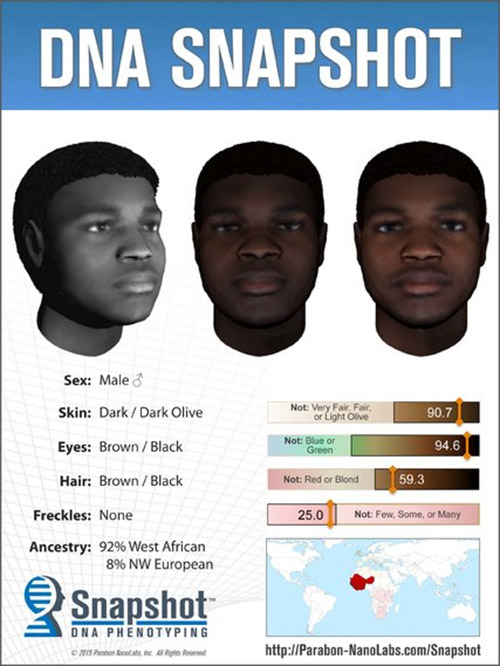 DNA SNAPSHOT
Sex: Male ♂
Skin: Dark / Dark Olive
Not: Very Fair, Fair,
or Light Olive
90.7
Eyes: Brown / Black
Not: Blue or
Green
94.6
Hair: Brown / Black
Not: Red or Blond
59.3
Freckles: None
25.0
Not: Few, Some, or Many
Ancestry: 92% West African
8% NW European
Snapshot™
DNA PHENOTYPING
© 2015 Parabon NanoLabs, Inc. All Rights Reserved.
http://Parabon-NanoLabs.com/Snapshot